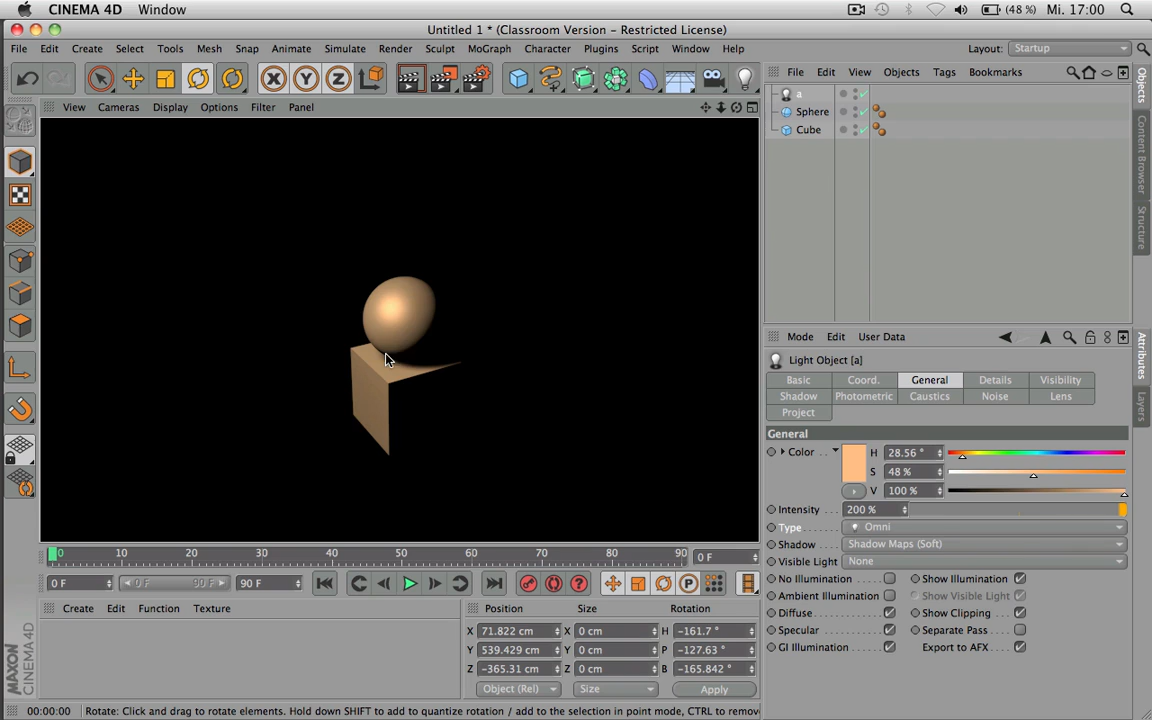 CINEMA 4D Window (48 %) Mi. 17:00
Untitled 1 * (Classroom Version - Restricted License)
File Edit Create Select Tools Mesh Snap Animate Simulate Render Sculpt MoGraph Character Plugins Script Window Help Layout: Startup
X Y Z
File Edit View Objects Tags Bookmarks
View Cameras Display Options Filter Panel
a
Sphere
Cube
Objects
Content Browser
Structure
Mode Edit User Data
Attributes
Layers
Light Object [a]
Basic Coord. General Details Visibility
Shadow Photometric Caustics Noise Lens
Project
General
Color H 28.56 °
S 48 %
V 100 %
Intensity 200 %
Type Omni
Shadow Shadow Maps (Soft)
Visible Light None
No Illumination Show Illumination
Ambient Illumination Show Visible Light
Diffuse Show Clipping
Specular Separate Pass
GI Illumination Export to AFX
0 10 20 30 40 50 60 70 80 90 0 F
0 F 0 F 90 F 90 F
P
Create Edit Function Texture
Position Size Rotation
X 71.822 cm X 0 cm H -161.7 °
Y 539.429 cm Y 0 cm P -127.63 °
Z -365.31 cm Z 0 cm B -165.842 °
Object (Rel) Size Apply
MAXON
CINEMA 4D
00:00:00 Rotate: Click and drag to rotate elements. Hold down SHIFT to add to quantize rotation / add to the selection in point mode, CTRL to remov